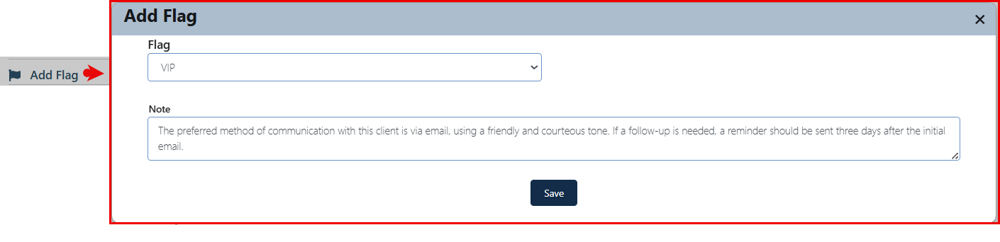 Add Flag
Add Flag
Flag
VIP
Note
The preferred method of communication with this client is via email, using a friendly and courteous tone. If a follow-up is needed, a reminder should be sent three days after the initial
email.
Save